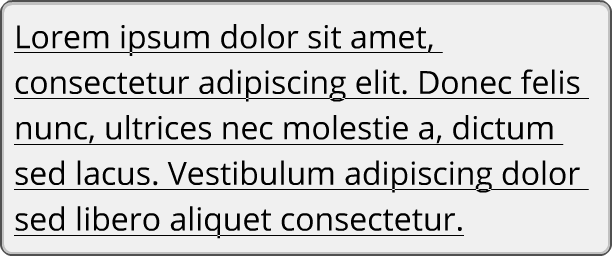 Lorem ipsum dolor sit amet,
consectetur adipiscing elit. Donec felis
nunc, ultrices nec molestie a, dictum
sed lacus. Vestibulum adipiscing dolor
sed libero aliquet consectetur.